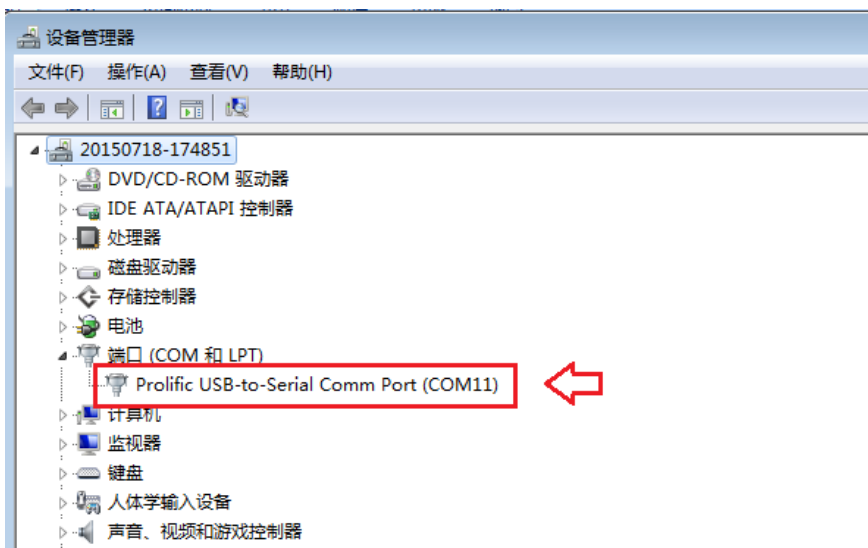 设备管理器
文件(F) 操作(A) 查看(V) 帮助(H)
20150718-174851
DVD/CD-ROM 驱动器
IDE ATA/ATAPI 控制器
处理器
磁盘驱动器
存储控制器
电池
端口 (COM 和 LPT)
Prolific USB-to-Serial Comm Port (COM11)
计算机
监视器
键盘
人体学输入设备
声音、视频和游戏控制器